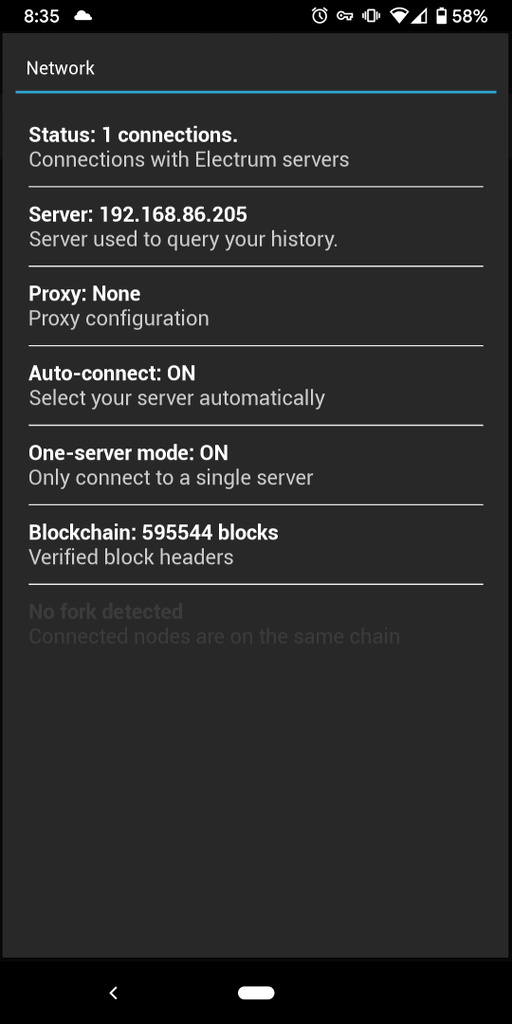 8:35
58%
Network
Status: 1 connections.
Connections with Electrum servers
Server: 192.168.86.205
Server used to query your history.
Proxy: None
Proxy configuration
Auto-connect: ON
Select your server automatically
One-server mode: ON
Only connect to a single server
Blockchain: 595544 blocks
Verified block headers
No fork detected
Connected nodes are on the same chain